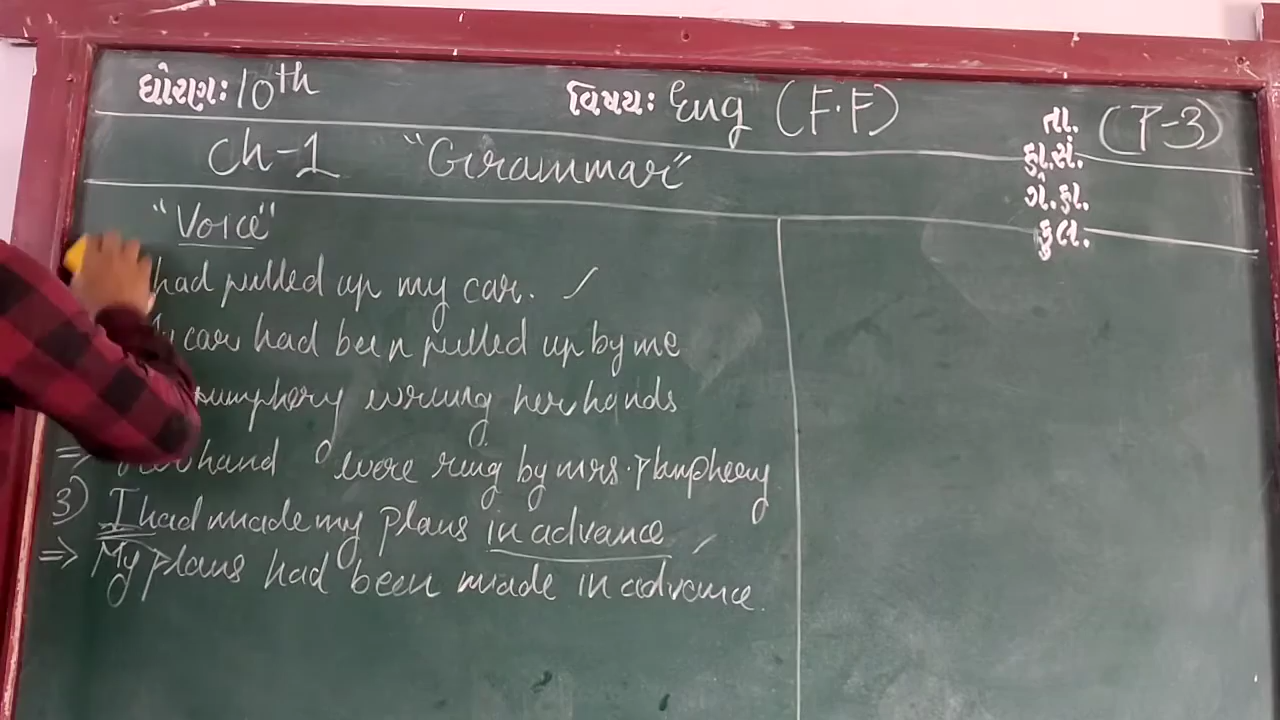 ધોરણ: 10th વિષય: Eng (F.F) તા. (P-3)
ફા.સં.
ગે.ફા.
કુલ.
Ch-1 "Grammar"
"Voice"
had pulled up my car.
car had been pulled up by me
wrung her hands
=> hand were ring by mrs.
3) I had made my plans in advance
=> My plans had been made in advance.